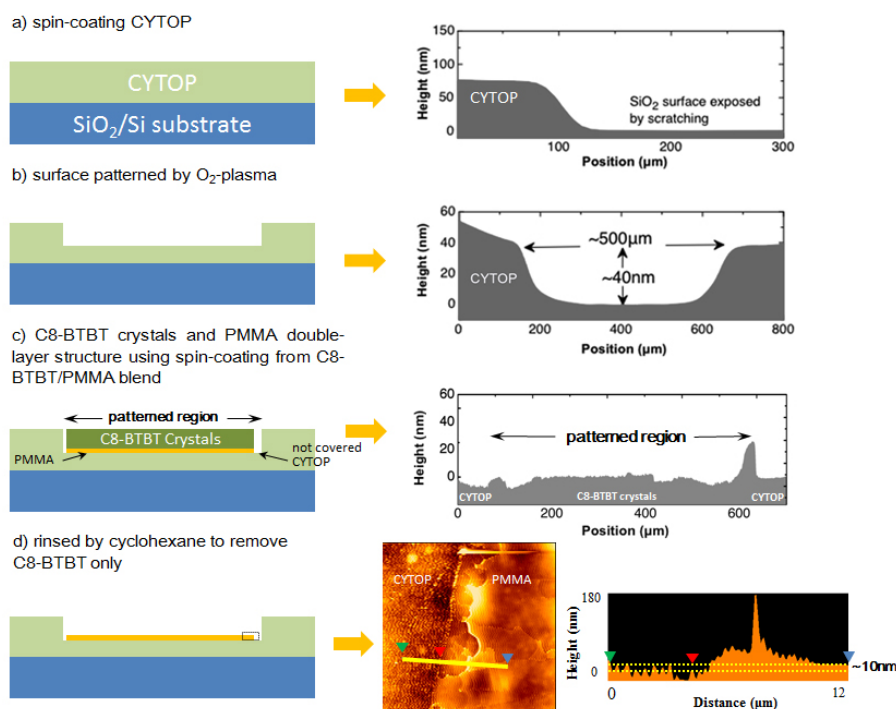 a) spin-coating CYTOP
CYTOP
SiO2/Si substrate
Height (nm)
150
125
100
75
50
25
0
CYTOP
SiO2 surface exposed
by scratching
100
200
300
Position (μm)
b) surface patterned by O2-plasma
Height (nm)
60
40
20
0
CYTOP
~500μm
~40nm
0
200
400
600
800
Position (μm)
c) C8-BTBT crystals and PMMA double-
layer structure using spin-coating from C8-
BTBT/PMMA blend
patterned region
C8-BTBT Crystals
PMMA
not covered
CYTOP
Height (nm)
60
40
20
0
patterned region
CYTOP
C8-BTBT crystals
CYTOP
0
200
400
600
Position (μm)
d) rinsed by cyclohexane to remove
C8-BTBT only
CYTOP
PMMA
Height (nm)
180
0
~10nm
0
12
Distance (μm)